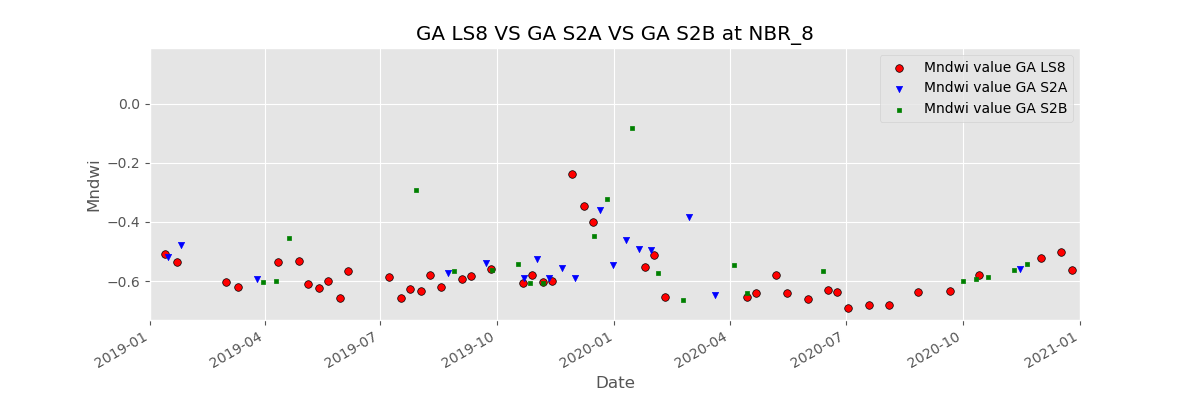 GA LS8 VS GA S2A VS GA S2B at NBR_8
Mndwi value GA LS8
Mndwi value GA S2A
Mndwi value GA S2B
0.0
−0.2
−0.4
−0.6
Mndwi
2019-01
2019-04
2019-07
2019-10
2020-01
2020-04
2020-07
2020-10
2021-01
Date